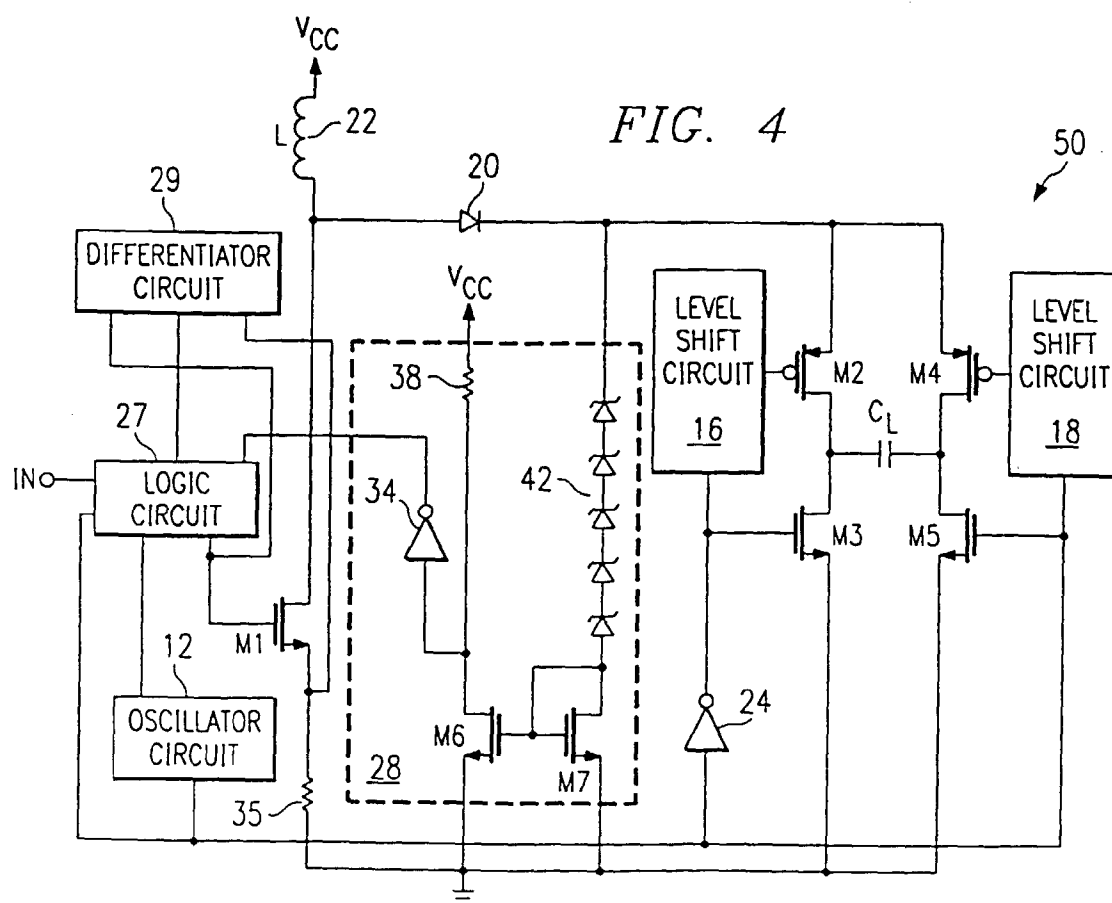 V_CC
FIG. 4
L
22
50
20
29
DIFFERENTIATOR
CIRCUIT
V_CC
LEVEL
SHIFT
CIRCUIT
16
LEVEL
SHIFT
CIRCUIT
18
38
M2
M4
C_L
27
IN
LOGIC
CIRCUIT
34
42
M3
M5
M1
12
OSCILLATOR
CIRCUIT
35
M6
M7
28
24